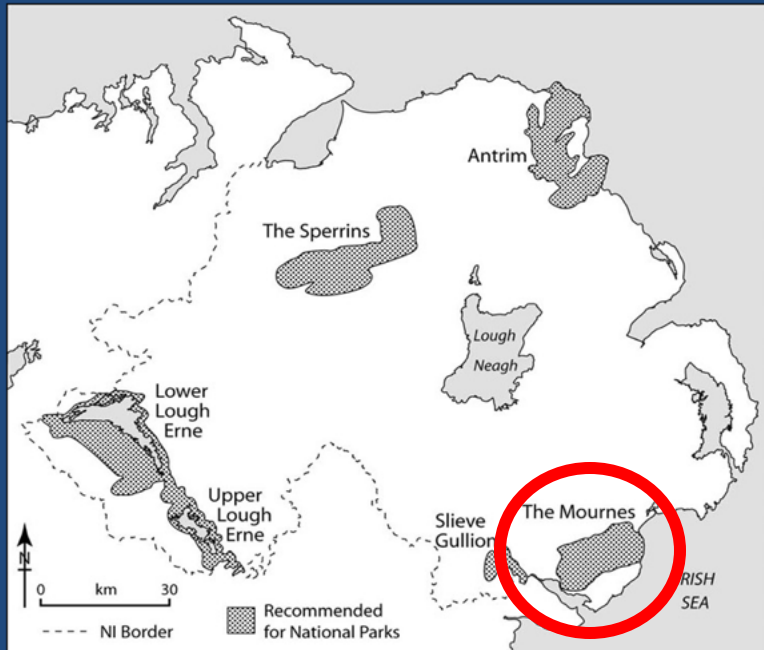 Antrim
The Sperrins
Lough
Neagh
Lower
Lough
Erne
Upper
Lough
Erne
The Mournes
Slieve
Gullion
RISH
SEA
N
0 km 30
NI Border
Recommended
for National Parks